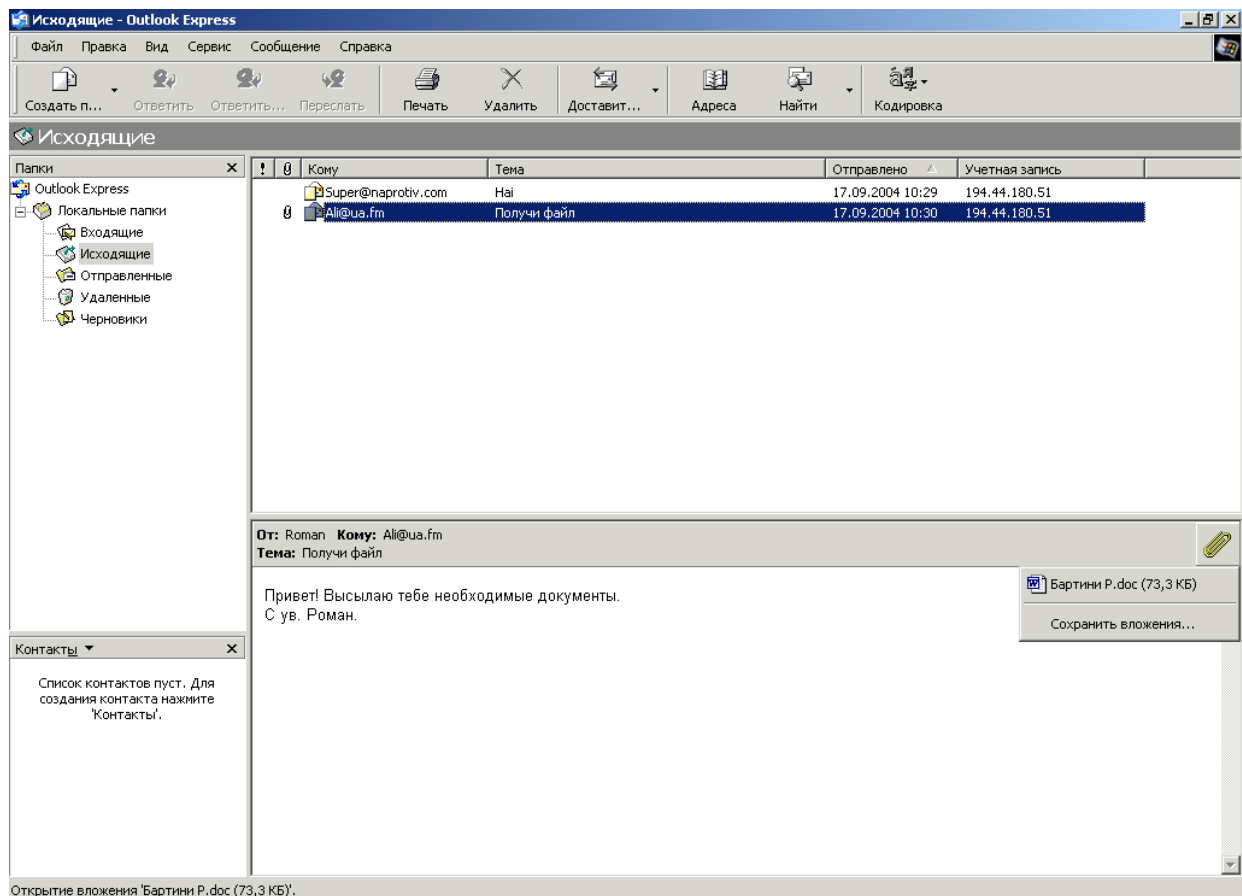 Исходящие - Outlook Express
Файл Правка Вид Сервис Сообщение Справка
Создать п... Ответить Ответить... Переслать Печать Удалить Доставит... Адреса Найти Кодировка
Исходящие
Папки
Outlook Express
Локальные папки
Входящие
Исходящие
Отправленные
Удаленные
Черновики
! Кому Тема Отправлено Учетная запись
Super@naprotiv.com Hai 17.09.2004 10:29 194.44.180.51
Ali@ua.fm Получи файл 17.09.2004 10:30 194.44.180.51
От: Roman Кому: Ali@ua.fm
Тема: Получи файл
Бартини Р.doc (73,3 КБ)
Сохранить вложения...
Привет! Высылаю тебе необходимые документы.
С ув. Роман.
Контакты
Список контактов пуст. Для
создания контакта нажмите
'Контакты'.
Открытие вложения 'Бартини Р.doc (73,3 КБ)'.